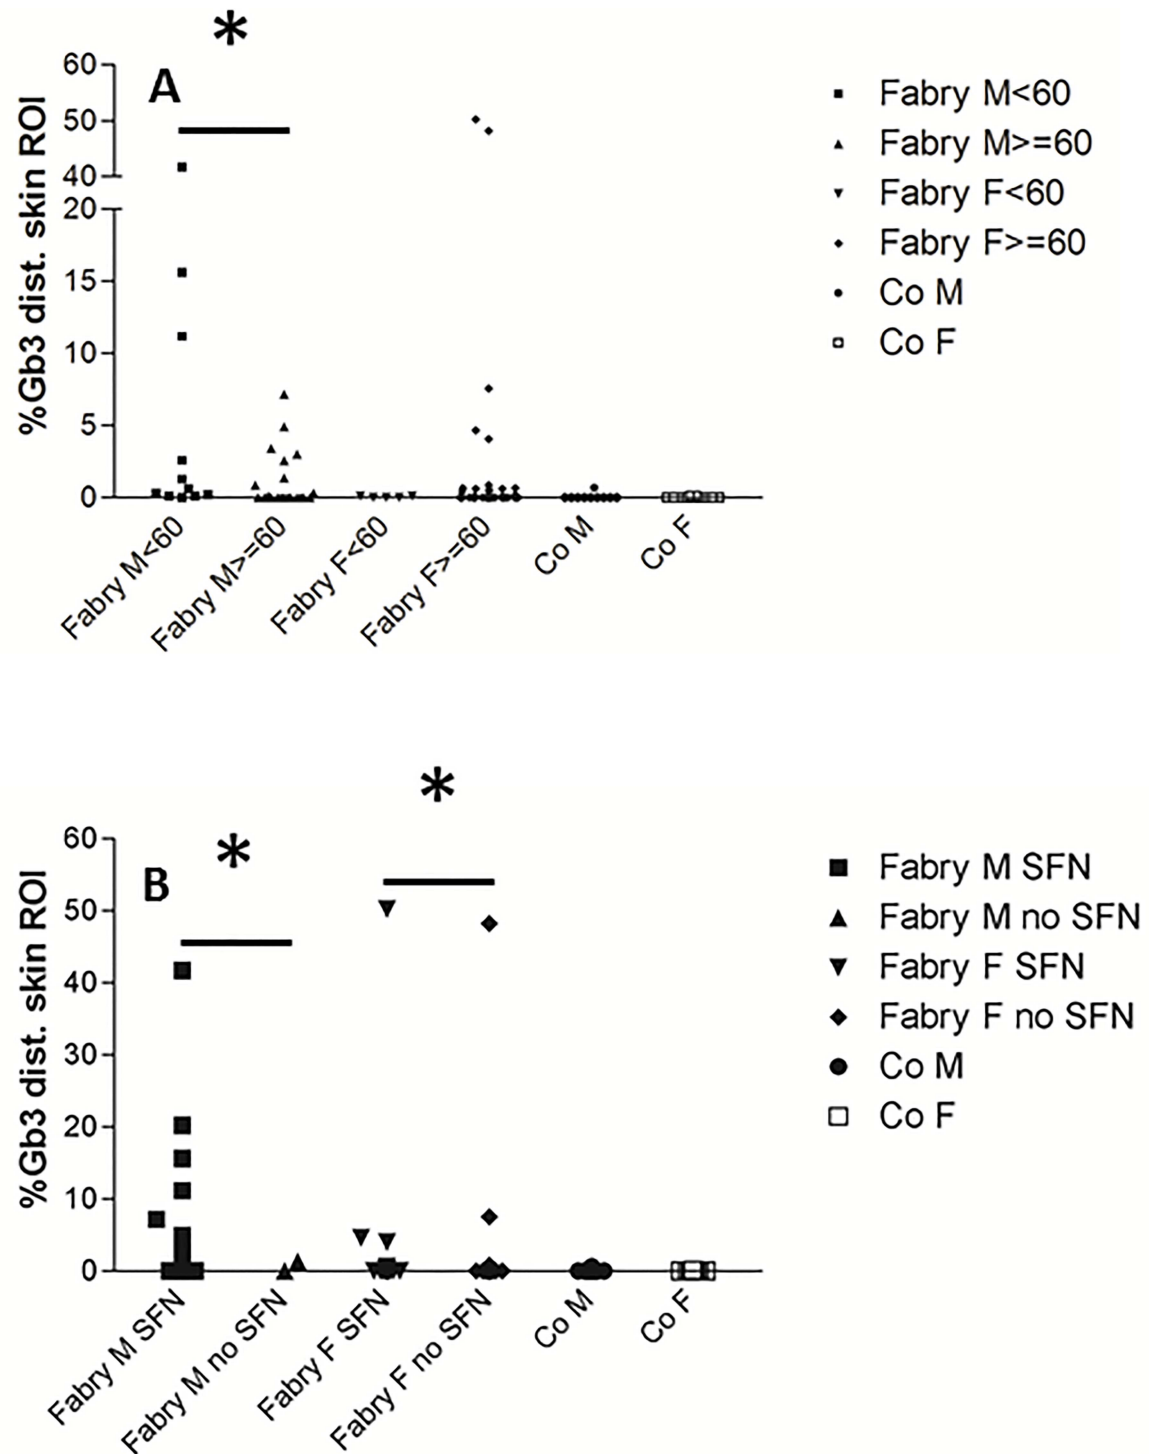 *
A
%Gb3 dist. skin ROI
60
50
40
20
15
10
5
0
Fabry M<60
Fabry M>=60
Fabry F<60
Fabry F>=60
Co M
Co F
Fabry M<60
Fabry M>=60
Fabry F<60
Fabry F>=60
Co M
Co F
*
*
B
%Gb3 dist. skin ROI
60
50
40
30
20
10
0
Fabry M SFN
Fabry M no SFN
Fabry F SFN
Fabry F no SFN
Co M
Co F
Fabry M SFN
Fabry M no SFN
Fabry F SFN
Fabry F no SFN
Co M
Co F